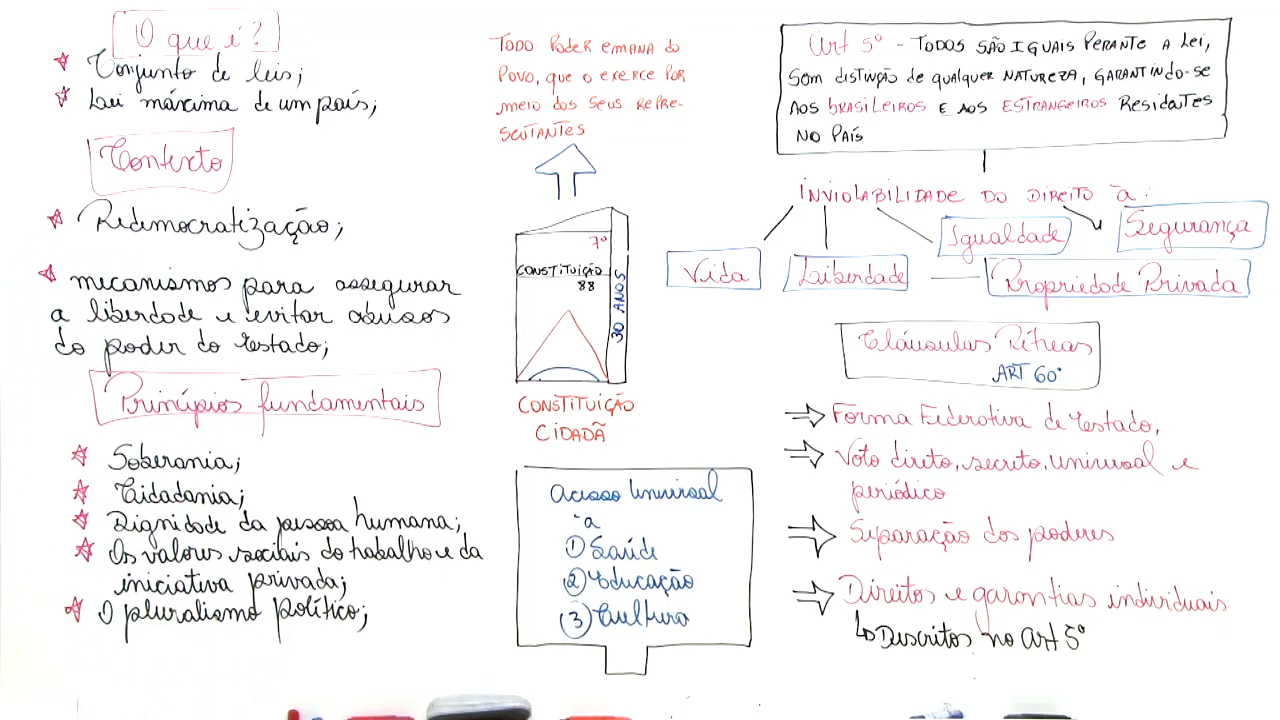 O que é?
Conjunto de leis;
Lei máxima de um país;
Contexto
Redemocratização;
mecanismos para assegurar
a liberdade e evitar abusos
do poder do Estado;
Princípios fundamentais
Soberania;
Cidadania;
Dignidade da pessoa humana;
Os valores sociais do trabalho e da
iniciativa privada;
O pluralismo político;
TODO PODER EMANA do
POVO, que o exerce POR
meio dos seus REPRE-
SEUTANTES
7º
CONSTITUIÇÃO
88
30 ANOS
CONSTITUIÇÃO
CIDADÃ
Acesso Universal
à
① Saúde
② Educação
③ Cultura
Art 5º - TODOS SÃO IGUAIS PERANTE A LEI,
SEM distINÇÃO de qualquer NATUREZA, GARANTINdo-se
AOS bRASILEIROS E AOS ESTRANGEIROS ResidNtes
NO PAÍS
INVIOLABILIDADE DO DIREITO à:
Vida
Liberdade
Igualdade
Segurança
Propriedade Privada
Cláusulas Pétreas
ART 60º
Forma Federativa de Estado,
Voto direto, secreto, universal e
periódico
Separação dos poderes
Direitos e garantias individuais
↳ Descritos no Art 5º